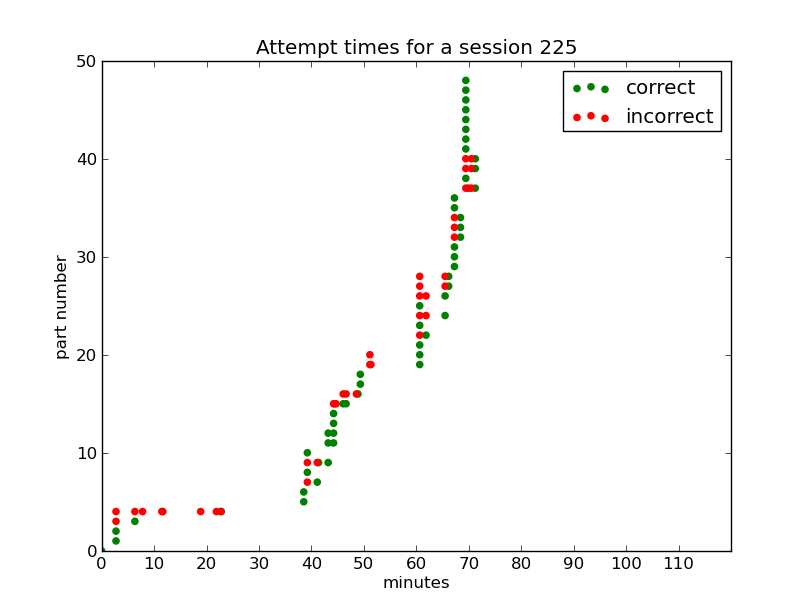 Attempt times for a session 225
correct
incorrect
50
40
30
20
10
0
part number
0 10 20 30 40 50 60 70 80 90 100 110
minutes